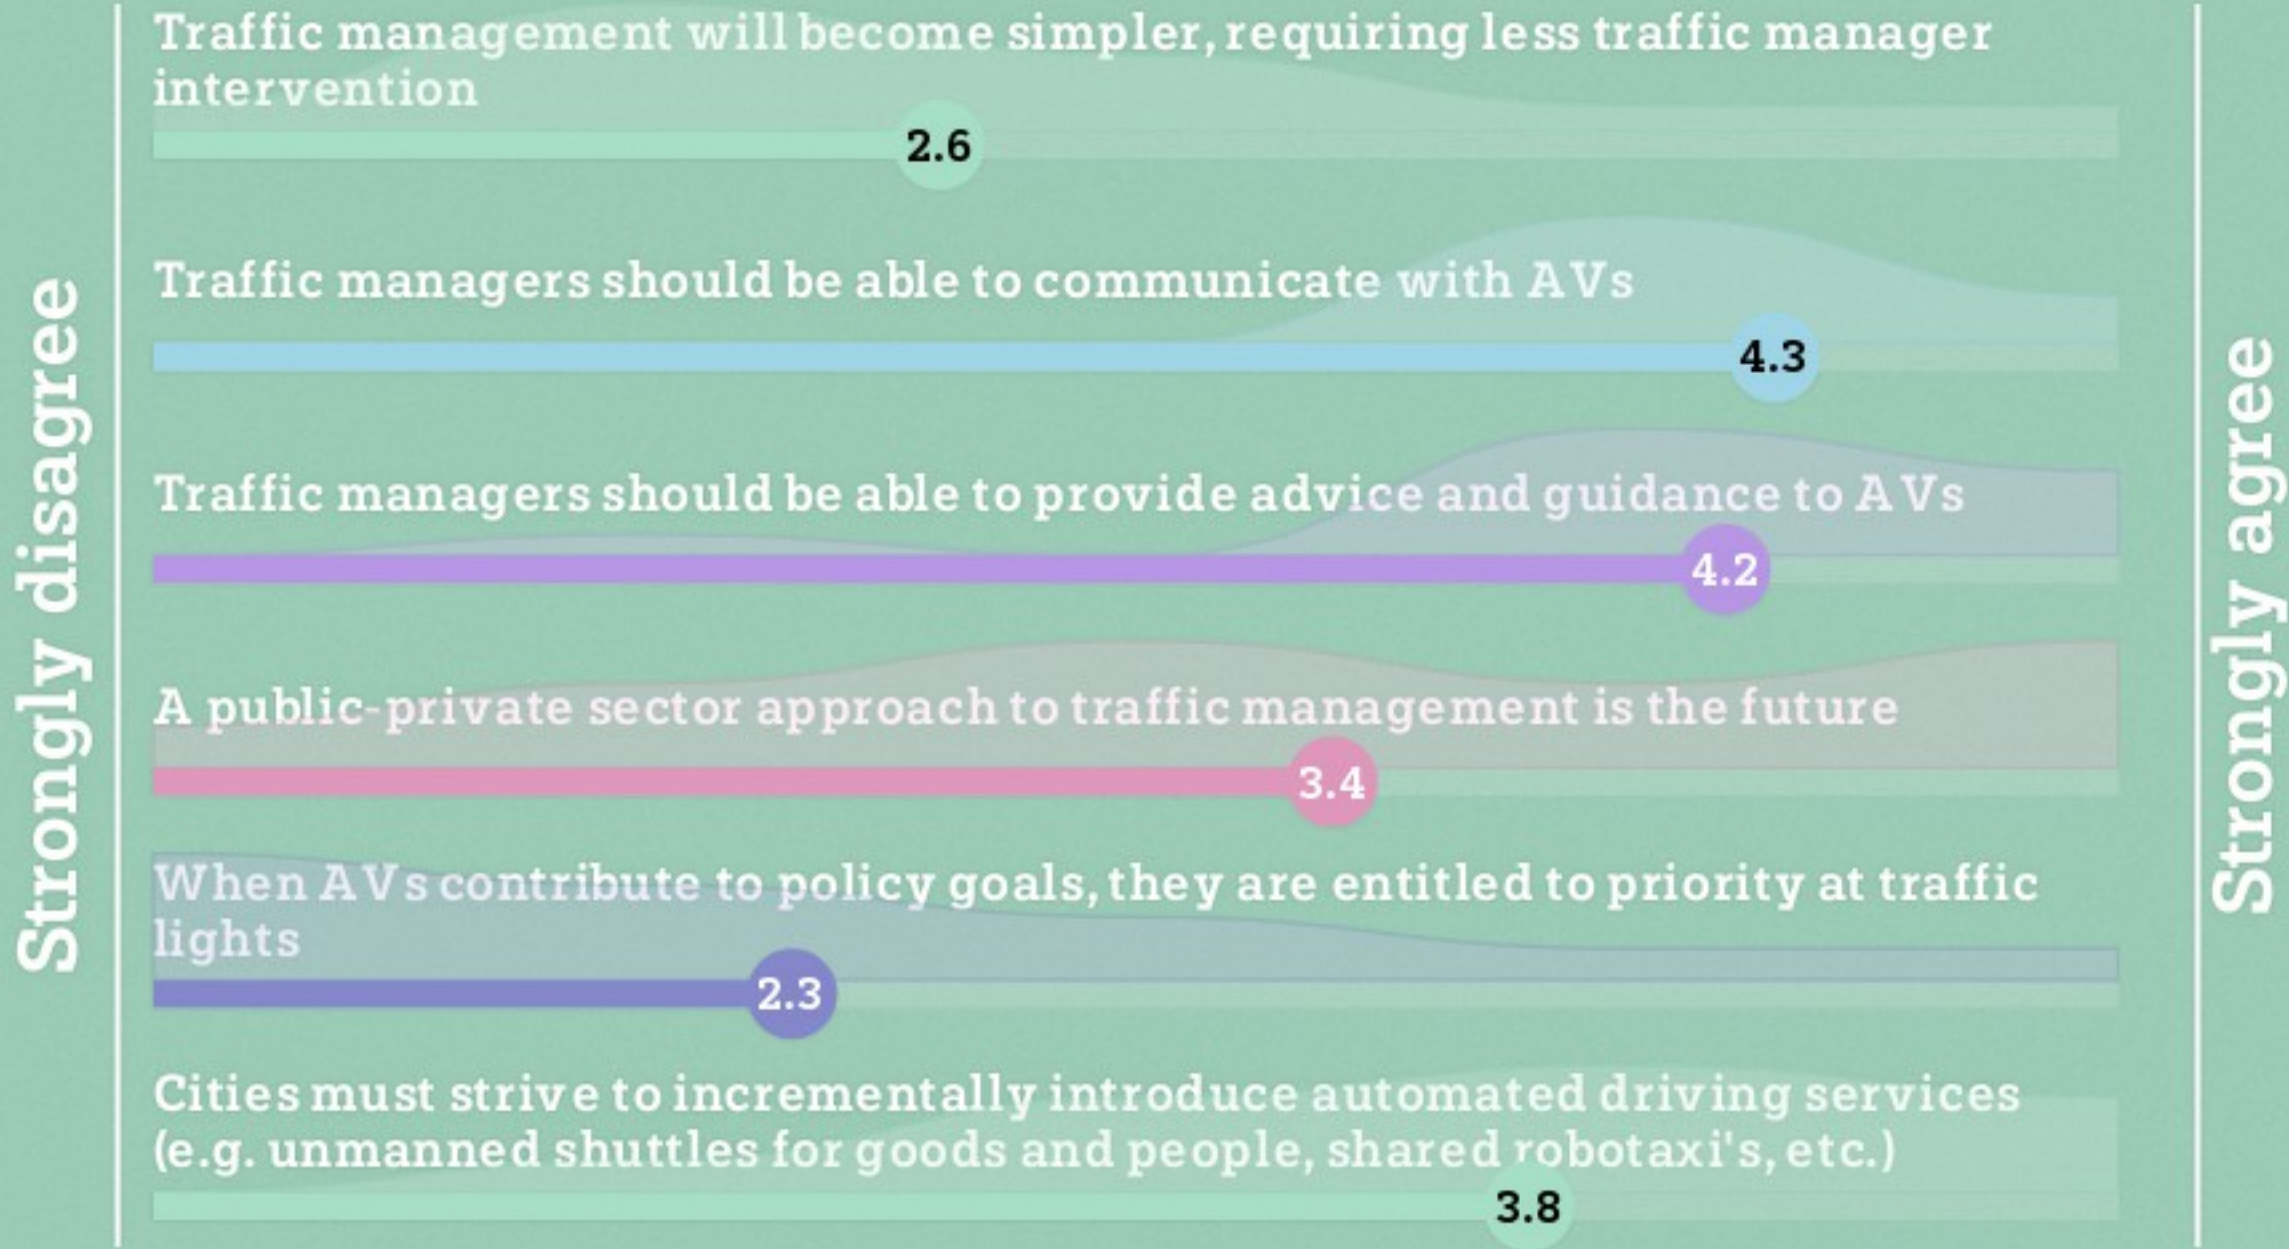 Strongly disagree
Traffic management will become simpler, requiring less traffic manager
intervention
2.6
Traffic managers should be able to communicate with AVs
4.3
Traffic managers should be able to provide advice and guidance to AVs
4.2
A public-private sector approach to traffic management is the future
3.4
When AVs contribute to policy goals, they are entitled to priority at traffic
lights
2.3
Cities must strive to incrementally introduce automated driving services
(e.g. unmanned shuttles for goods and people, shared robotaxi's, etc.)
3.8
Strongly agree